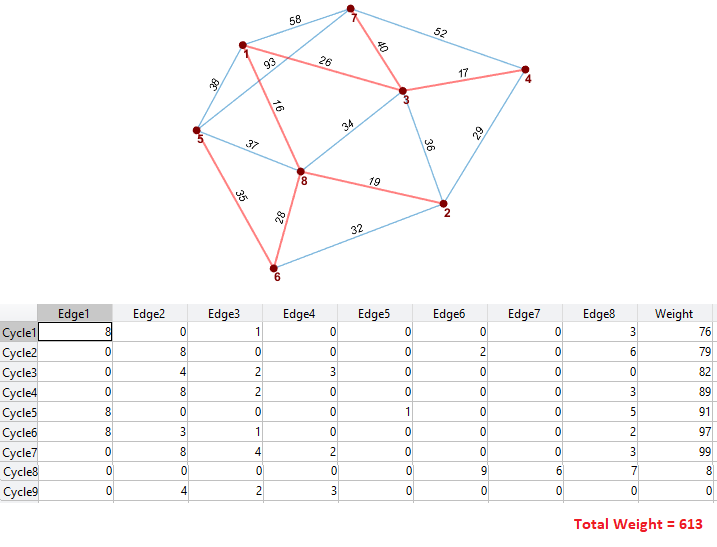 7
58
52
1
40
93
26
17
4
38
3
16
34
36
29
5
37
8
19
35
28
32
2
6
Edge1 Edge2 Edge3 Edge4 Edge5 Edge6 Edge7 Edge8 Weight
Cycle1 8 0 1 0 0 0 0 3 76
Cycle2 0 8 0 0 0 2 0 6 79
Cycle3 0 4 2 3 0 0 0 0 82
Cycle4 0 8 2 0 0 0 0 3 89
Cycle5 8 0 0 0 1 0 0 5 91
Cycle6 8 3 1 0 0 0 0 2 97
Cycle7 0 8 4 2 0 0 0 3 99
Cycle8 0 0 0 0 0 9 6 7 8
Cycle9 0 4 2 3 0 0 0 0 0
Total Weight = 613